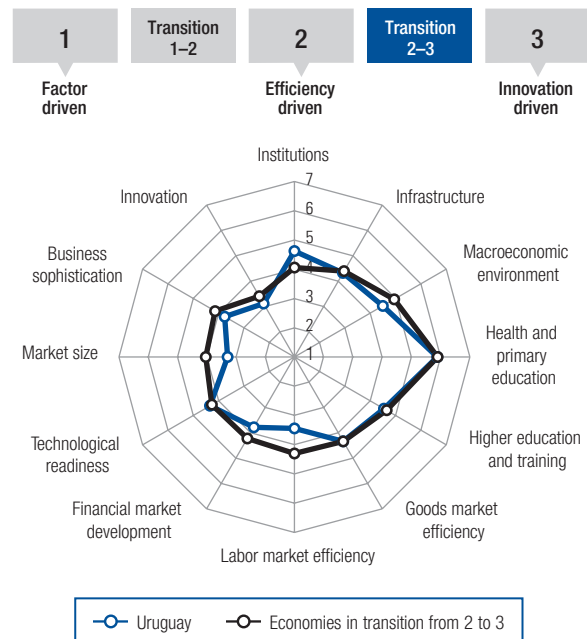 1
Transition
1–2
2
Transition
2–3
3
Factor
driven
Efficiency
driven
Innovation
driven
Institutions
Infrastructure
Macroeconomic
environment
Health and
primary
education
Higher education
and training
Goods market
efficiency
Labor market efficiency
Financial market
development
Technological
readiness
Market size
Business
sophistication
Innovation
7
6
5
4
3
2
1
Uruguay
Economies in transition from 2 to 3